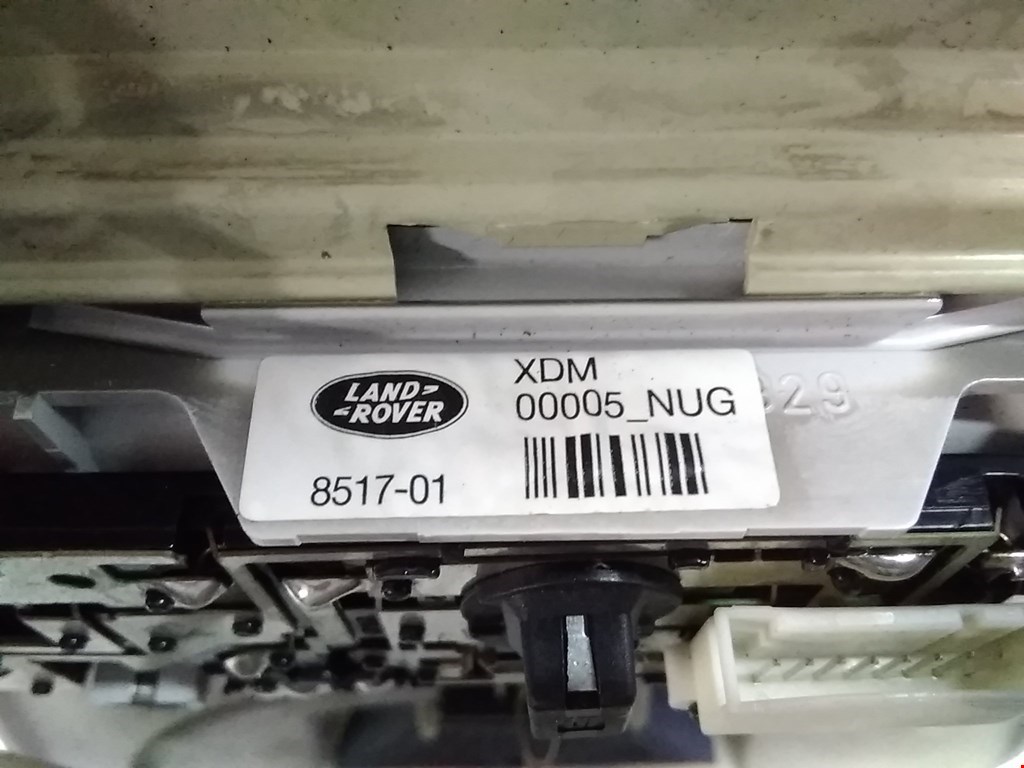 LAND
ROVER
XDM
00005_NUG
8517-01